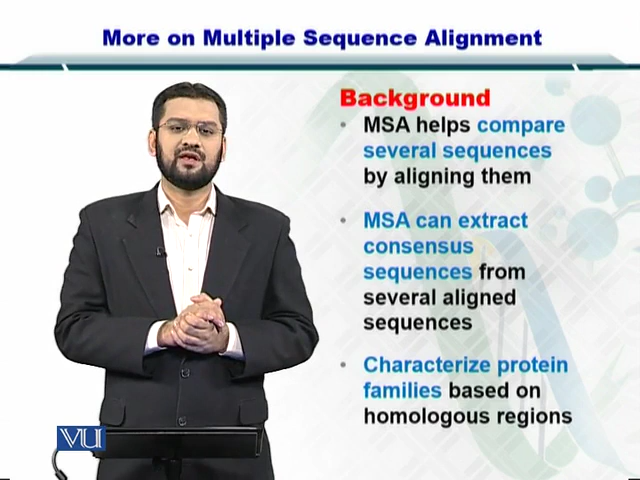 More on Multiple Sequence Alignment
Background
• MSA helps compare
several sequences
by aligning them
• MSA can extract
consensus
sequences from
several aligned
sequences
• Characterize protein
families based on
homologous regions
VU